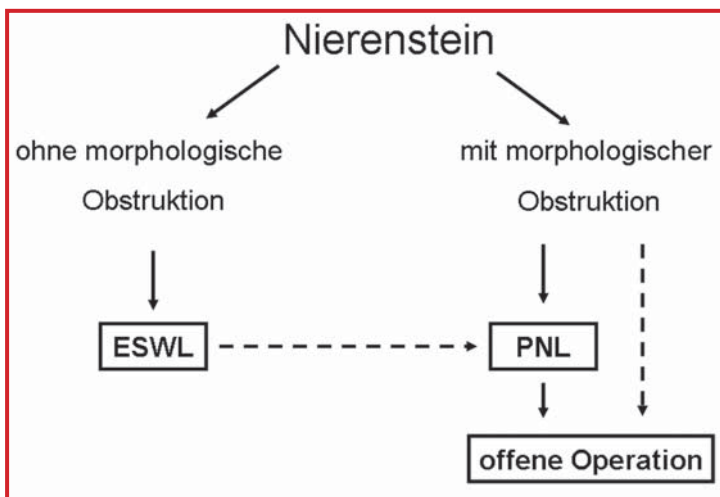 Nierenstein
ohne morphologische
Obstruktion
mit morphologischer
Obstruktion
ESWL
PNL
offene Operation